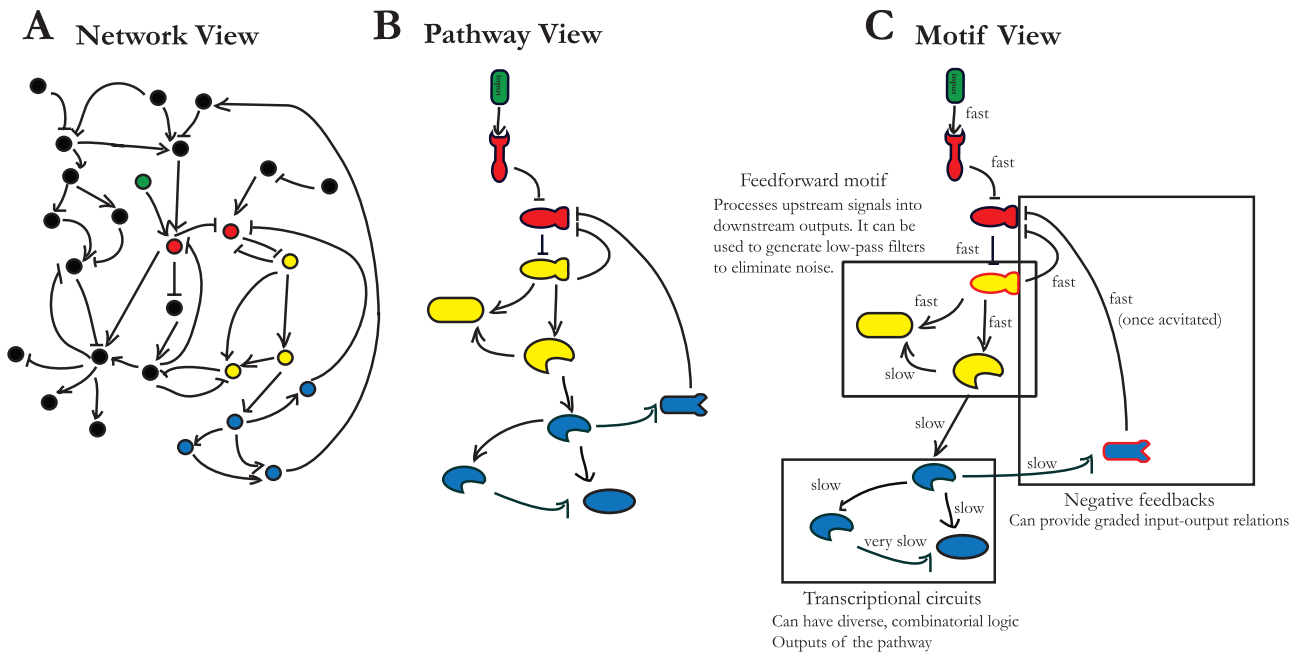 A Network View
B Pathway View
C Motif View
input
input
fast
fast
Feedforward motif
Processes upstream signals into
downstream outputs. It can be
used to generate low-pass filters
to eliminate noise.
fast
fast
fast
fast
slow
fast
(once acvitated)
slow
slow
slow
slow
very slow
Negative feedbacks
Can provide graded input-output relations
Transcriptional circuits
Can have diverse, combinatorial logic
Outputs of the pathway